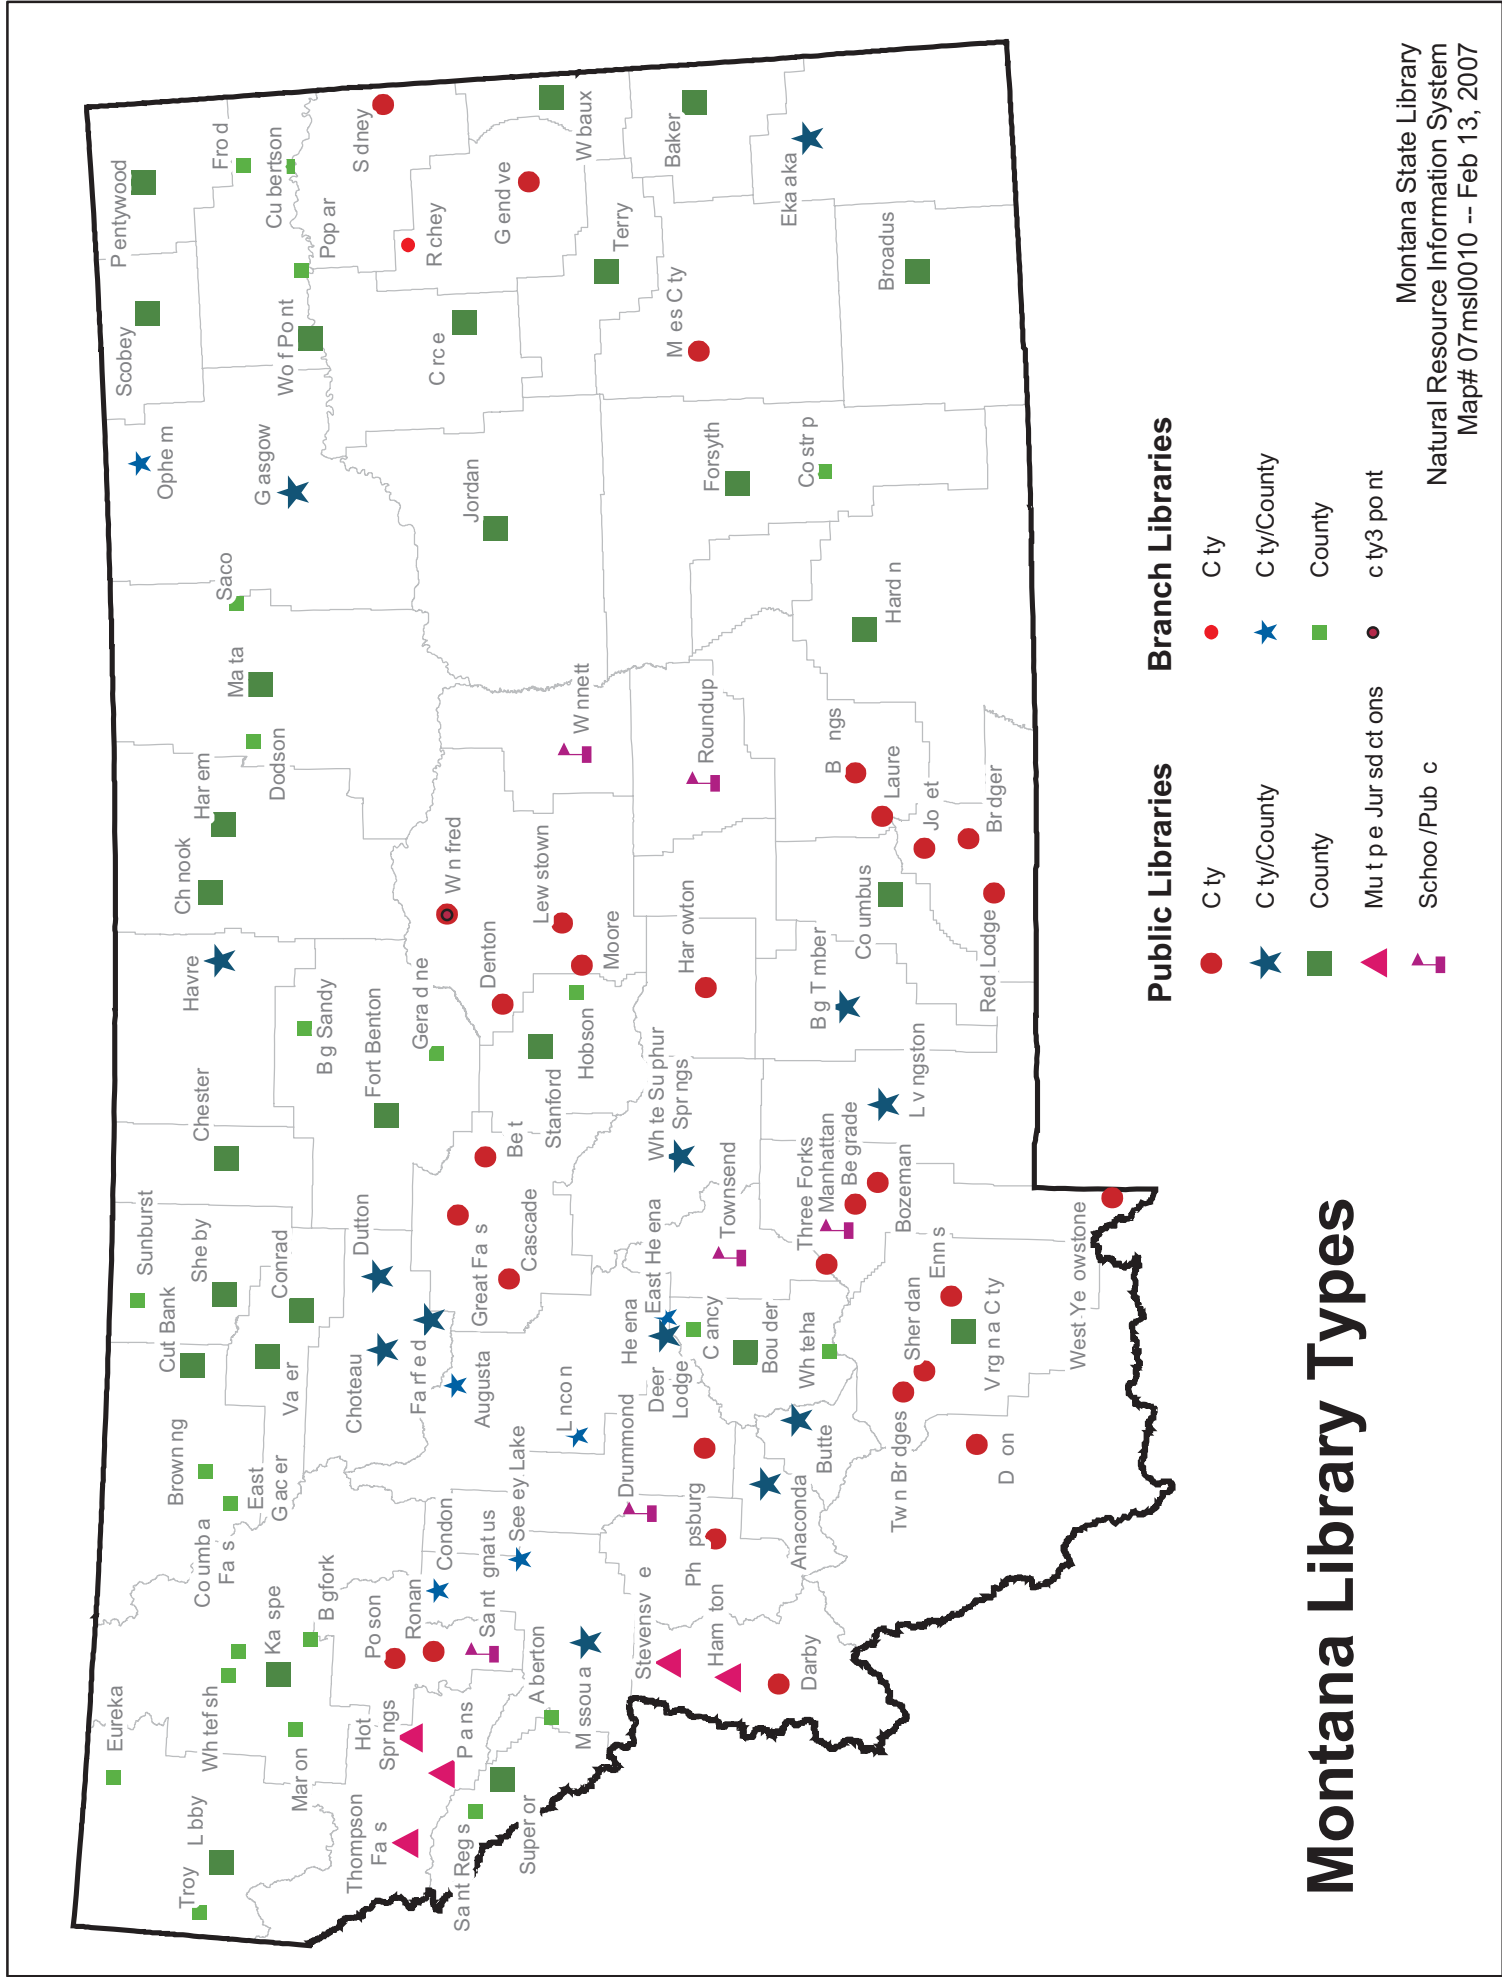 Eureka
Troy
L bby
Wh tef sh
Co umb a
Fa s
Ka spe
B gfork
Mar on
Hot
Spr ngs
Thompson
Fa s
P a ns
Sa nt Reg s
Super or
A berton
M ssou a
Po son
Ronan
Sa nt gnat us
Condon
See ey Lake
Brown ng
East
G ac er
Cut Bank
Sunburst
She by
Va er
Conrad
Chester
Choteau
Dutton
Fa rf e d
Augusta
L nco n
Great Fa s
Cascade
Be t
Fort Benton
B g Sandy
Havre
Ch nook
Har em
Dodson
Ma ta
Saco
G asgow
Ophe m
Scobey
P entywood
Wo f Po nt
Pop ar
Cu bertson
Fro d
S dney
R chey
C rc e
G end ve
W baux
Terry
Baker
Eka aka
M es C ty
Broadus
Jordan
Forsyth
Co str p
Hard n
W nnett
Roundup
W n fred
Lew stown
Denton
Moore
Gera d ne
Stanford
Hobson
Har owton
B ngs
Laure
Jo et
Br dger
Red Lodge
Co umbus
B g T mber
L v ngston
Wh te Su phur
Spr ngs
Townsend
Three Forks
Manhattan
Be grade
Bozeman
West Ye owstone
Enn s
V rg n a C ty
Sher dan
Tw n Br dges
D on
He ena
East He ena
C ancy
Bou der
Wh teha
Butte
Anaconda
Deer
Lodge
Drummond
Ph psburg
Stevensv e
Ham ton
Darby
Montana Library Types
Public Libraries
C ty
C ty/County
County
Mu t p e Jur sd ct ons
Schoo /Pub c
Branch Libraries
C ty
C ty/County
County
c ty3 po nt
Montana State Library
Natural Resource Information System
Map# 07msl0010 -- Feb 13, 2007